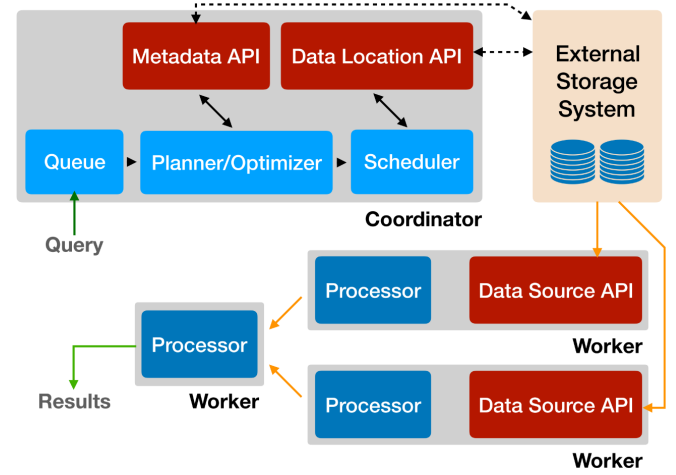 Metadata API
Data Location API
External
Storage
System
Queue
Planner/Optimizer
Scheduler
Coordinator
Query
Processor
Data Source API
Worker
Processor
Worker
Results
Processor
Data Source API
Worker